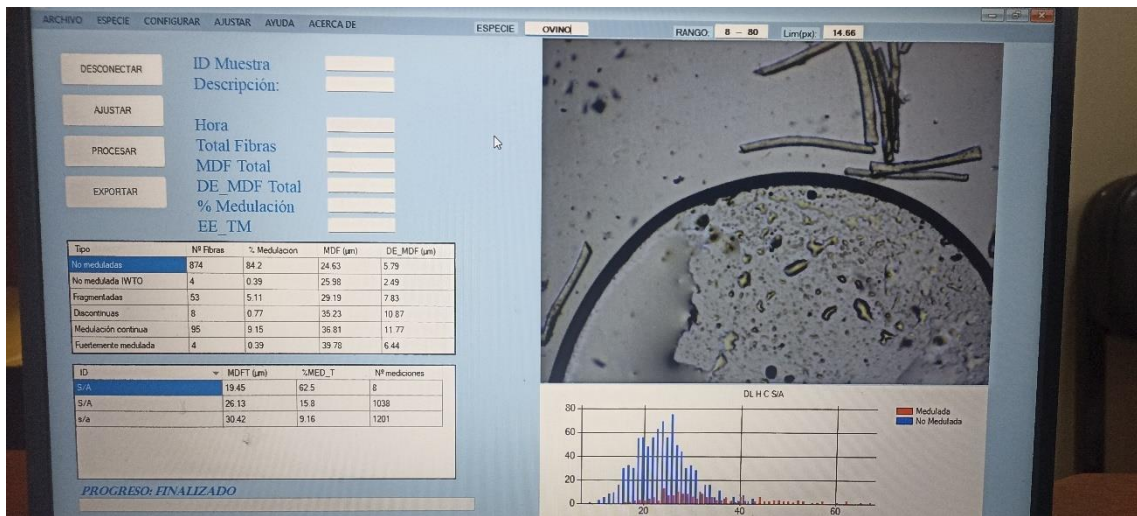 ARCHIVO ESPECIE CONFIGURAR AJUSTAR AYUDA ACERCA DE
ESPECIE OVINO RANGO: 8 – 80 Lim(px): 14.66
DESCONECTAR
AJUSTAR
PROCESAR
EXPORTAR
ID Muestra
Descripción:
Hora
Total Fibras
MDF Total
DE_MDF Total
% Medulación
EE_TM
Tipo Nº Fibras % Medulacion MDF (µm) DE_MDF (µm)
No meduladas 874 84.2 24.63 5.79
No medulada IWTO 4 0.39 25.98 2.49
Fragmentadas 53 5.11 29.19 7.83
Discontinuas 8 0.77 35.23 10.87
Medulación continua 95 9.15 36.81 11.77
Fuertemente medulada 4 0.39 39.78 6.44
ID MDFT (µm) %MED_T Nº mediciones
S/A 19.45 62.5 8
S/A 26.13 15.8 1038
s/a 30.42 9.16 1201
PROGRESO: FINALIZADO
DL H C S/A
80
60
40
20
0
20 40 60
Medulada
No Medulada